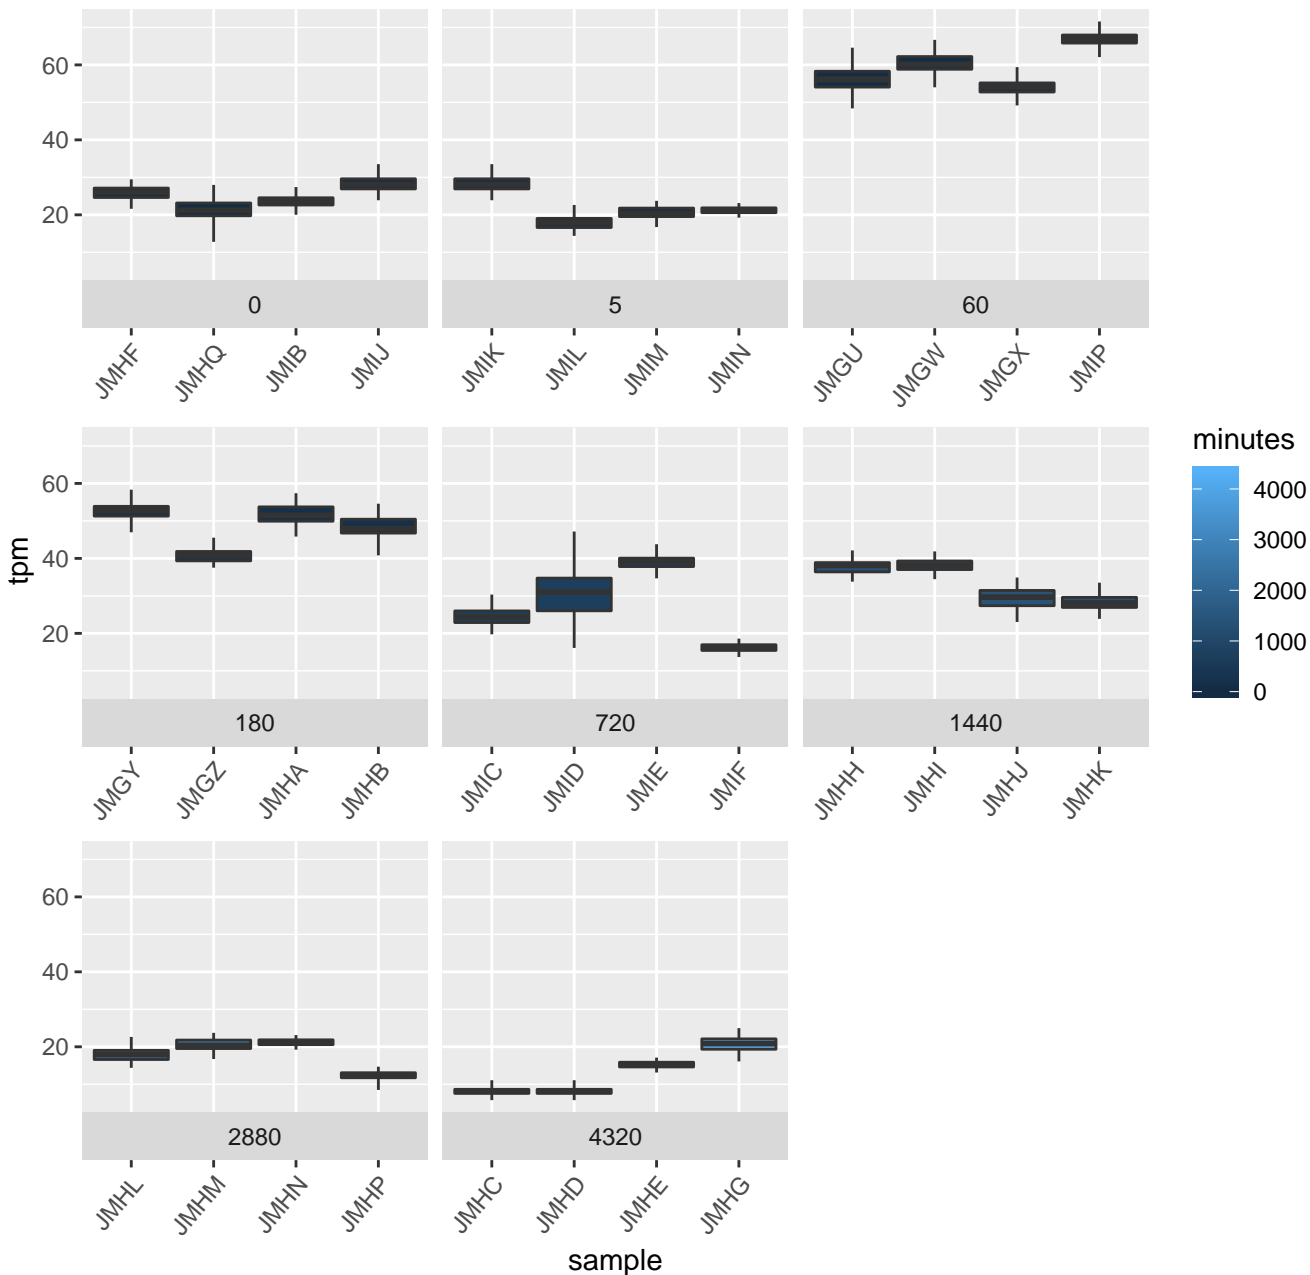 60
40
20
0
5
60
JMHF
JMHQ
JMIB
JMIJ
JMIK
JMIL
JMIM
JMIN
JMGU
JMGW
JMGX
JMIP
tpm
60
40
20
180
720
1440
JMGY
JMGZ
JMHA
JMHB
JMIC
JMID
JMIE
JMIF
JMHH
JMHI
JMHJ
JMHK
minutes
4000
3000
2000
1000
0
60
40
20
2880
4320
JMHL
JMHM
JMHN
JMHP
JMHC
JMHD
JMHE
JMHG
sample